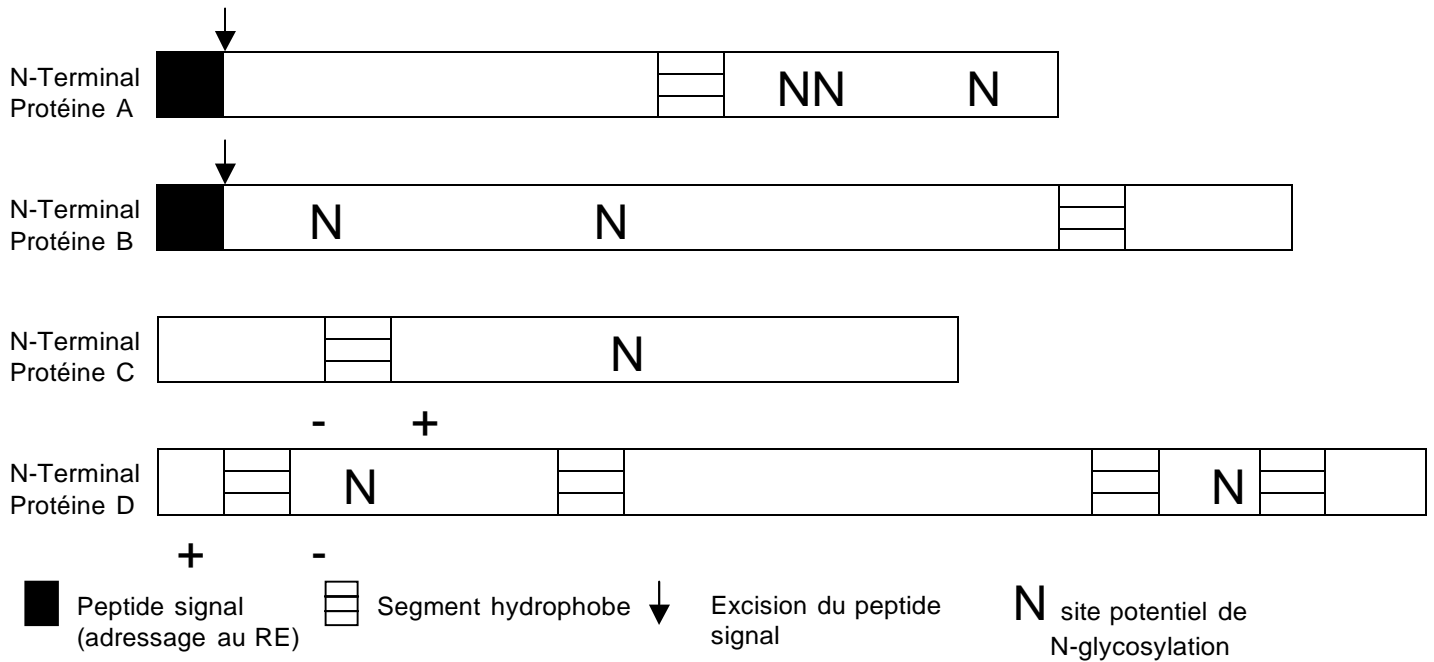 N-Terminal
Protéine A
NN N
N-Terminal
Protéine B
N N
N-Terminal
Protéine C
N
- +
N-Terminal
Protéine D
N N
+ -
Peptide signal
(adressage au RE)
Segment hydrophobe
Excision du peptide
signal
N site potentiel de
N-glycosylation